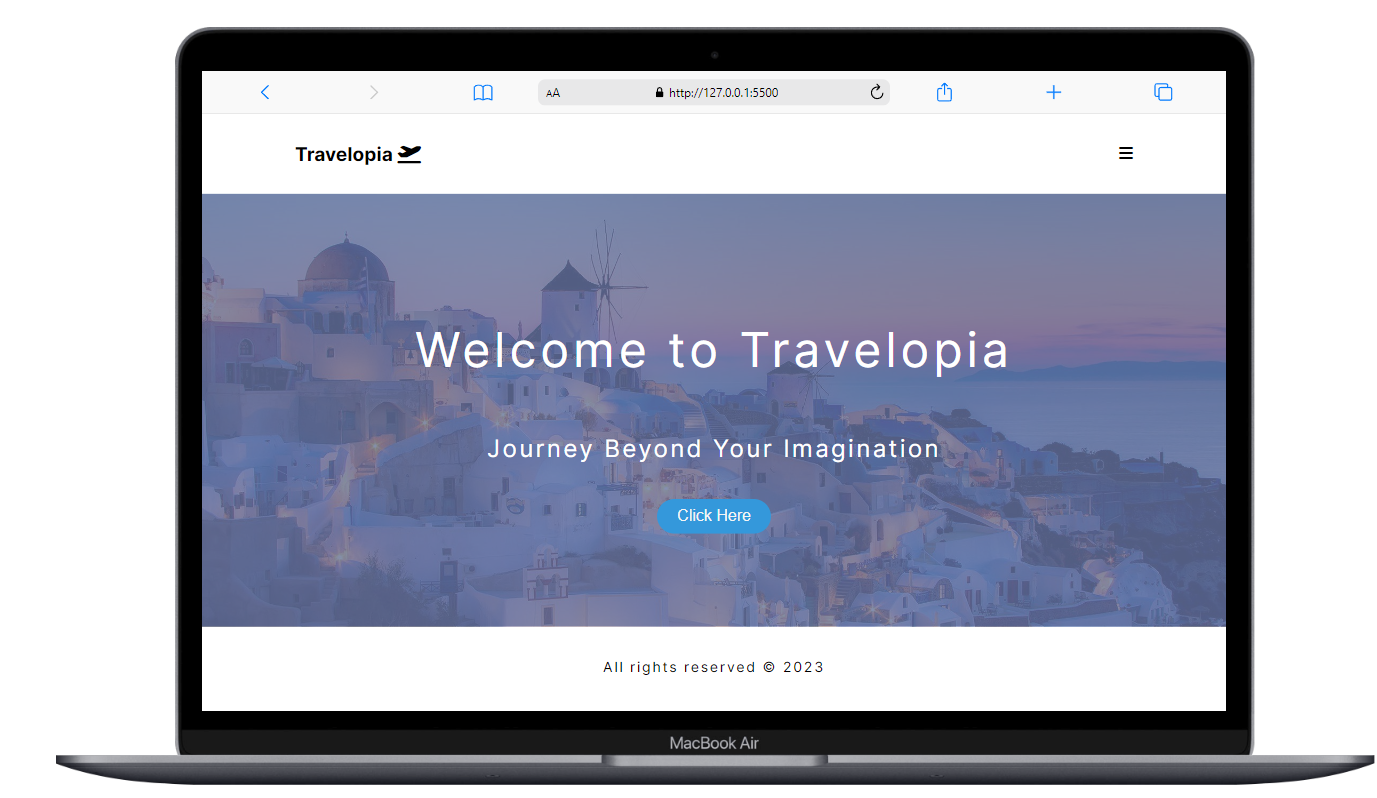 AA http://127.0.0.1:5500
Travelopia
Welcome to Travelopia
Journey Beyond Your Imagination
Click Here
All rights reserved © 2023
MacBook Air